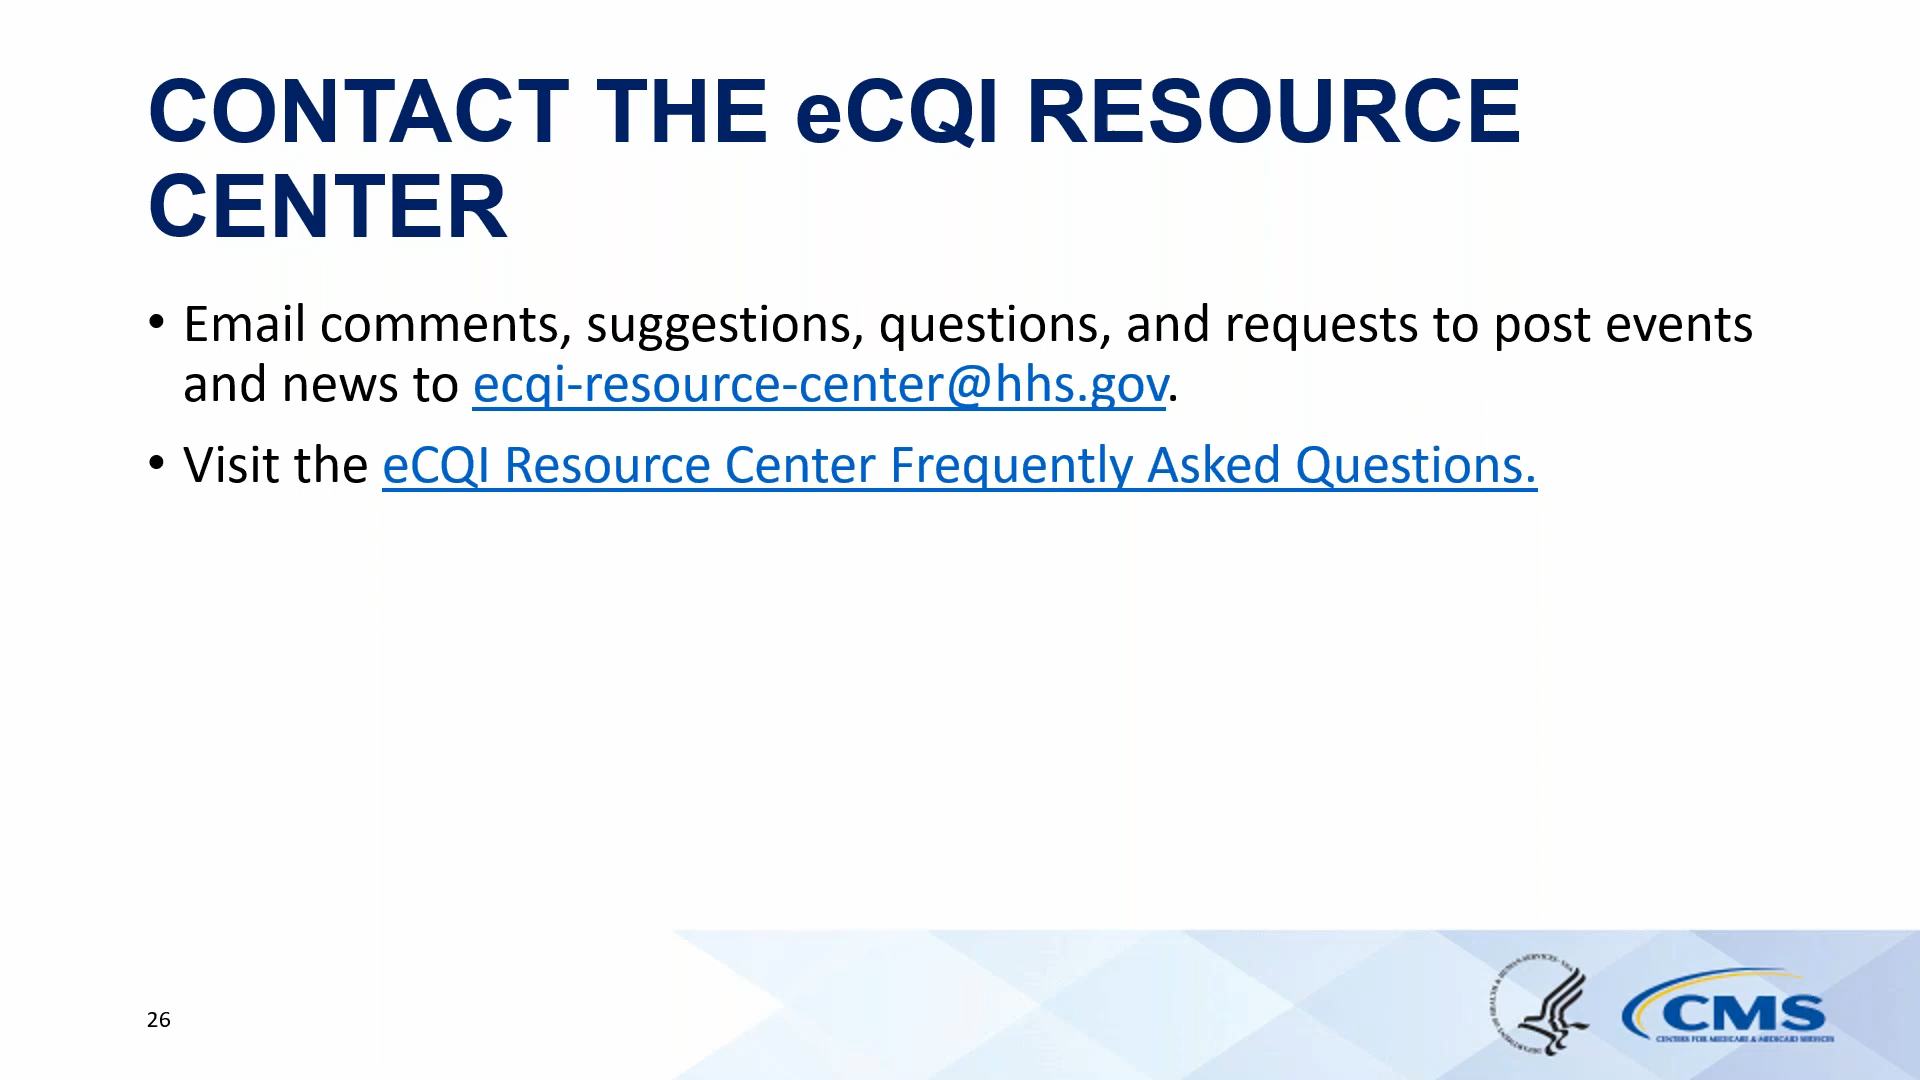 CONTACT THE eCQI RESOURCE
CENTER
• Email comments, suggestions, questions, and requests to post events
and news to ecqi-resource-center@hhs.gov.
• Visit the eCQI Resource Center Frequently Asked Questions.
26
CMS
CENTERS FOR MEDICARE & MEDICAID SERVICES